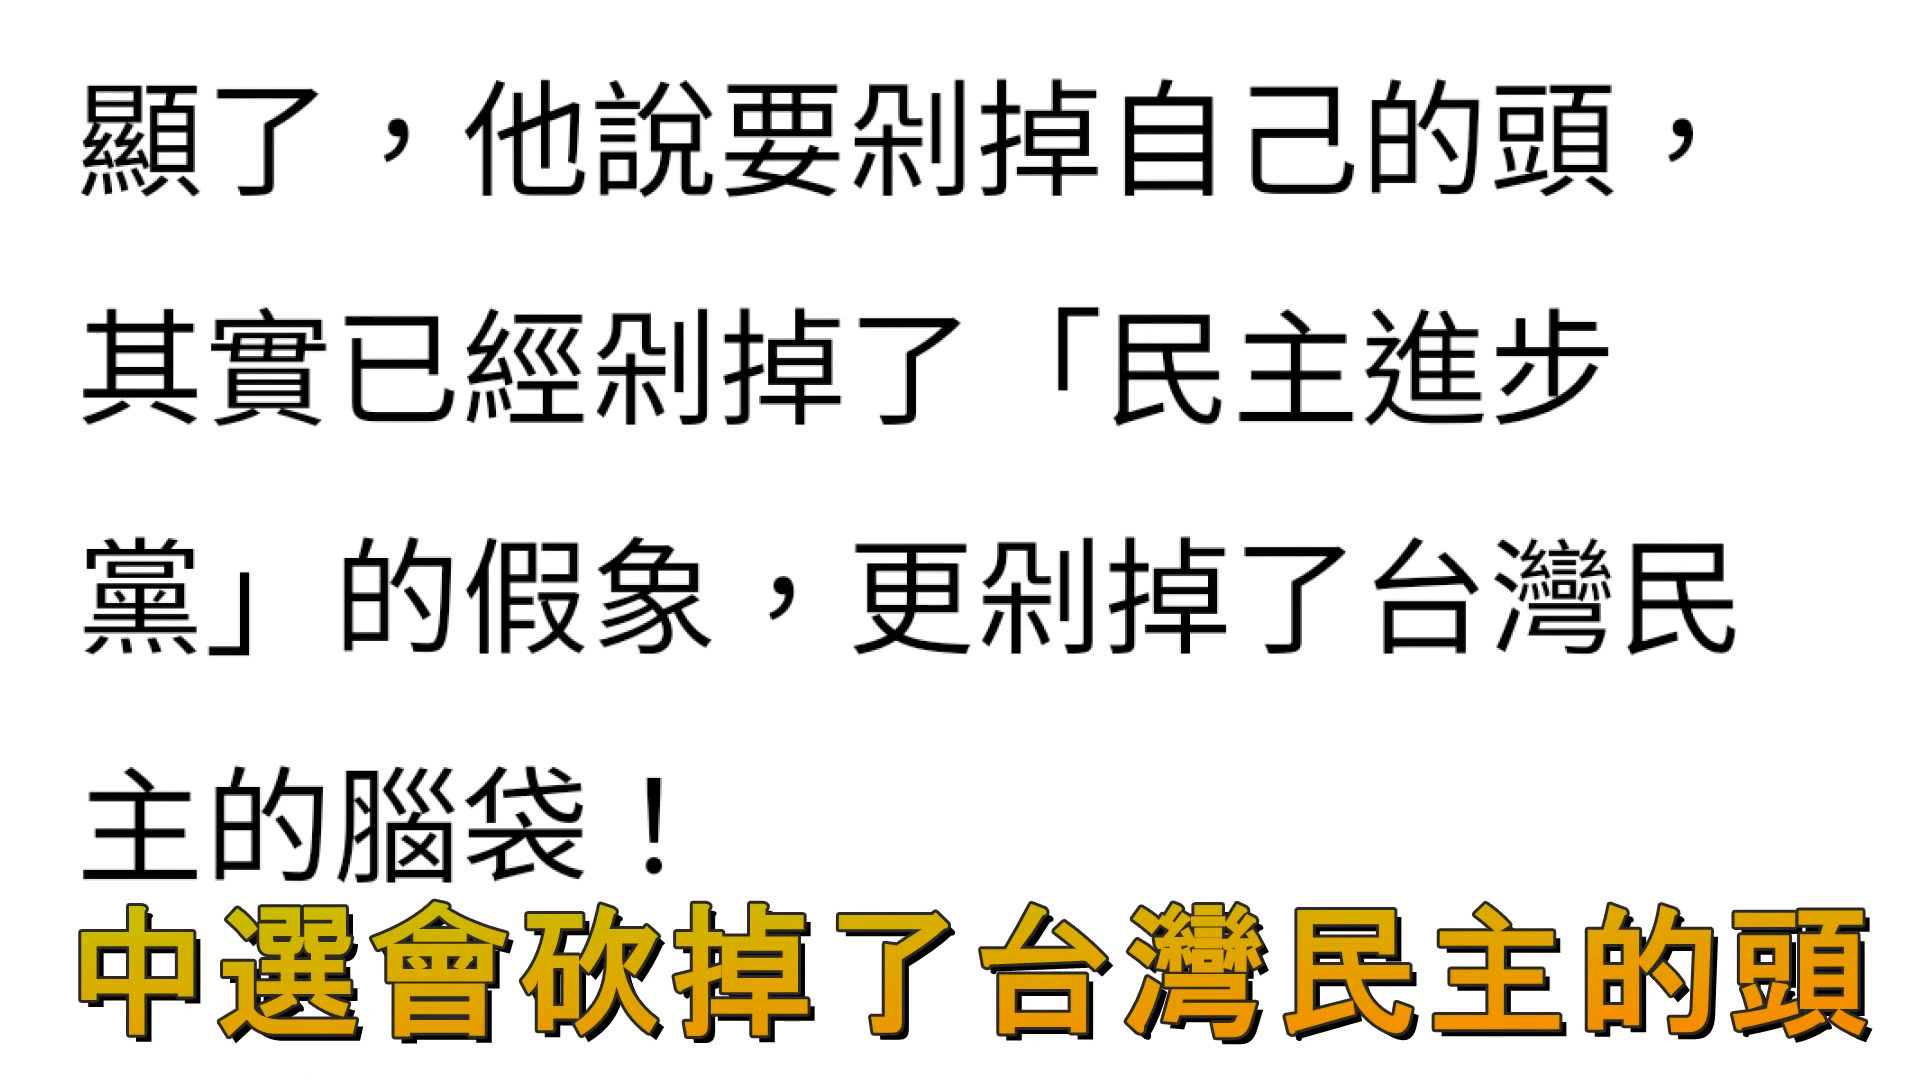 顯了，他說要剁掉自己的頭，
其實已經剁掉了「民主進步
黨」的假象，更剁掉了台灣民
主的腦袋！
中選會砍掉了台灣民主的頭